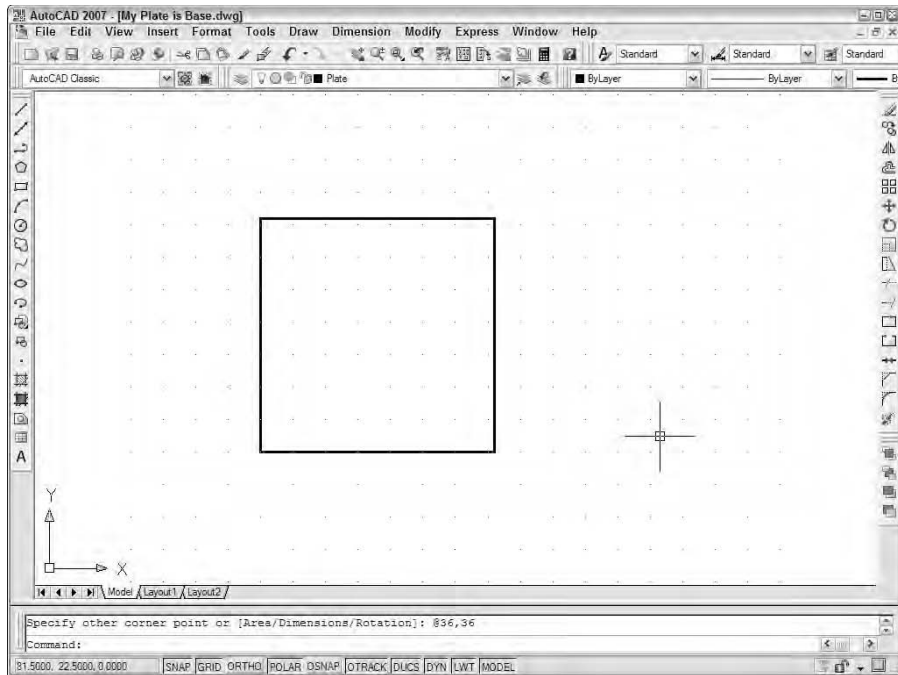 AutoCAD 2007 - [My Plate is Base.dwg]
File Edit View Insert Format Tools Draw Dimension Modify Express Window Help
Standard Standard Standard
AutoCAD Classic Plate ByLayer ByLayer B
A
Y
X
Model Layout1 Layout2
Specify other corner point or [Area/Dimensions/Rotation]: @36,36
Command:
31.5000, 22.5000, 0.0000 SNAP GRID ORTHO POLAR OSNAP OTRACK DUCS DYN LWT MODEL